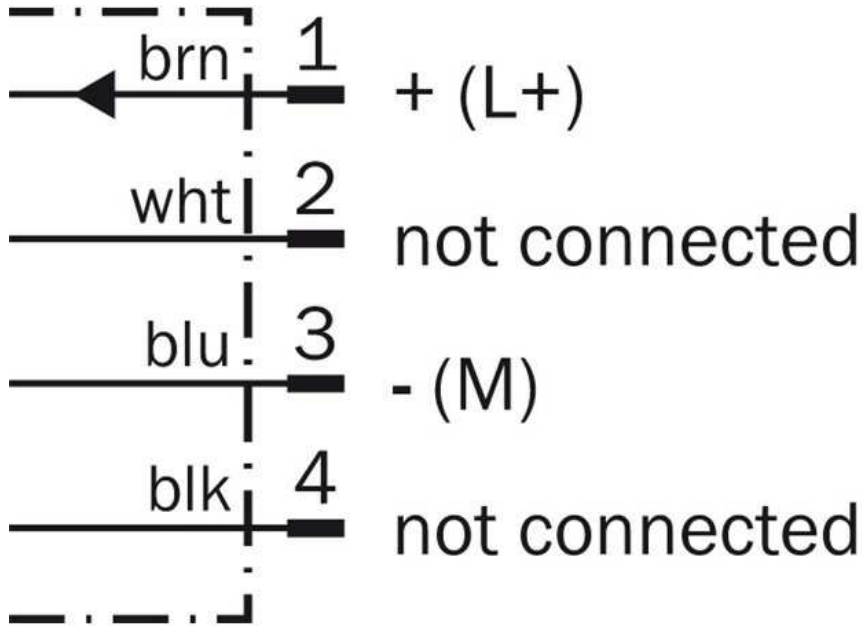 brn 1 + (L+)
wht 2 not connected
blu 3 - (M)
blk 4 not connected